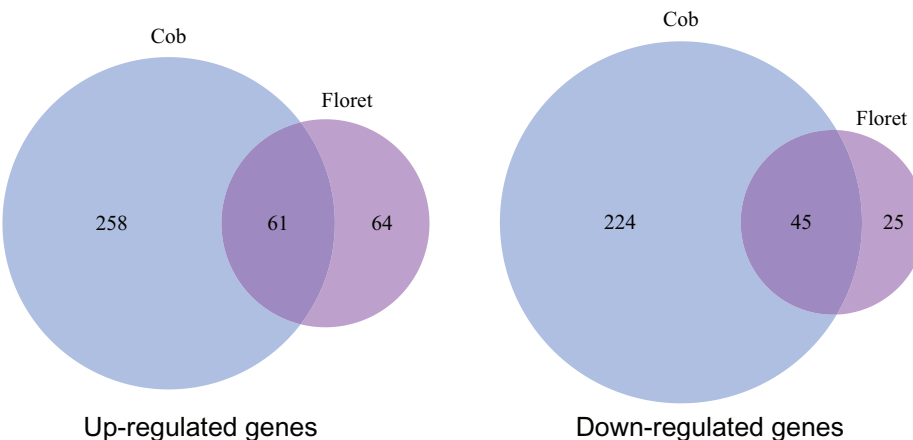 Cob
Floret
258
61
64
Up-regulated genes
Cob
Floret
224
45
25
Down-regulated genes